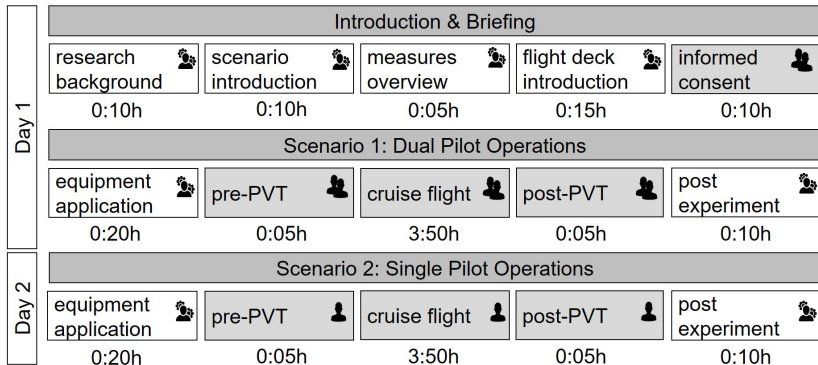 Day 1
Introduction & Briefing
research background
scenario introduction
measures overview
flight deck introduction
informed consent
0:10h
0:10h
0:05h
0:15h
0:10h
Scenario 1: Dual Pilot Operations
equipment application
pre-PVT
cruise flight
post-PVT
post experiment
0:20h
0:05h
3:50h
0:05h
0:10h
Day 2
Scenario 2: Single Pilot Operations
equipment application
pre-PVT
cruise flight
post-PVT
post experiment
0:20h
0:05h
3:50h
0:05h
0:10h